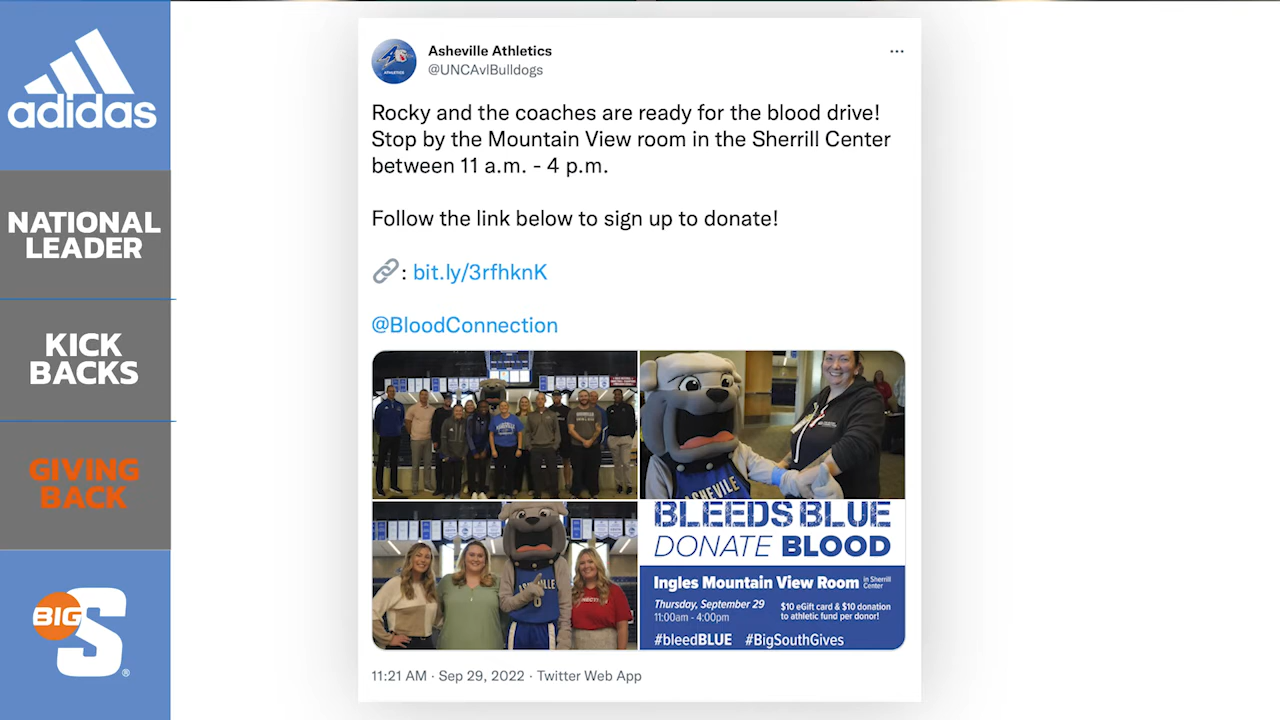 adidas
NATIONAL
LEADER
KICK
BACKS
GIVING
BACK
BIG S
®
ATHLETICS
Asheville Athletics
@UNCAvlBulldogs
Rocky and the coaches are ready for the blood drive!
Stop by the Mountain View room in the Sherrill Center
between 11 a.m. - 4 p.m.
Follow the link below to sign up to donate!
: bit.ly/3rfhknK
@BloodConnection
ASHEVILLE
ASHEVILLE
BLEEDS BLUE
DONATE BLOOD
Ingles Mountain View Room in Sherrill
Center
Thursday, September 29
11:00am - 4:00pm
$10 eGift card & $10 donation
to athletic fund per donor!
#bleedBLUE #BigSouthGives
11:21 AM · Sep 29, 2022 · Twitter Web App